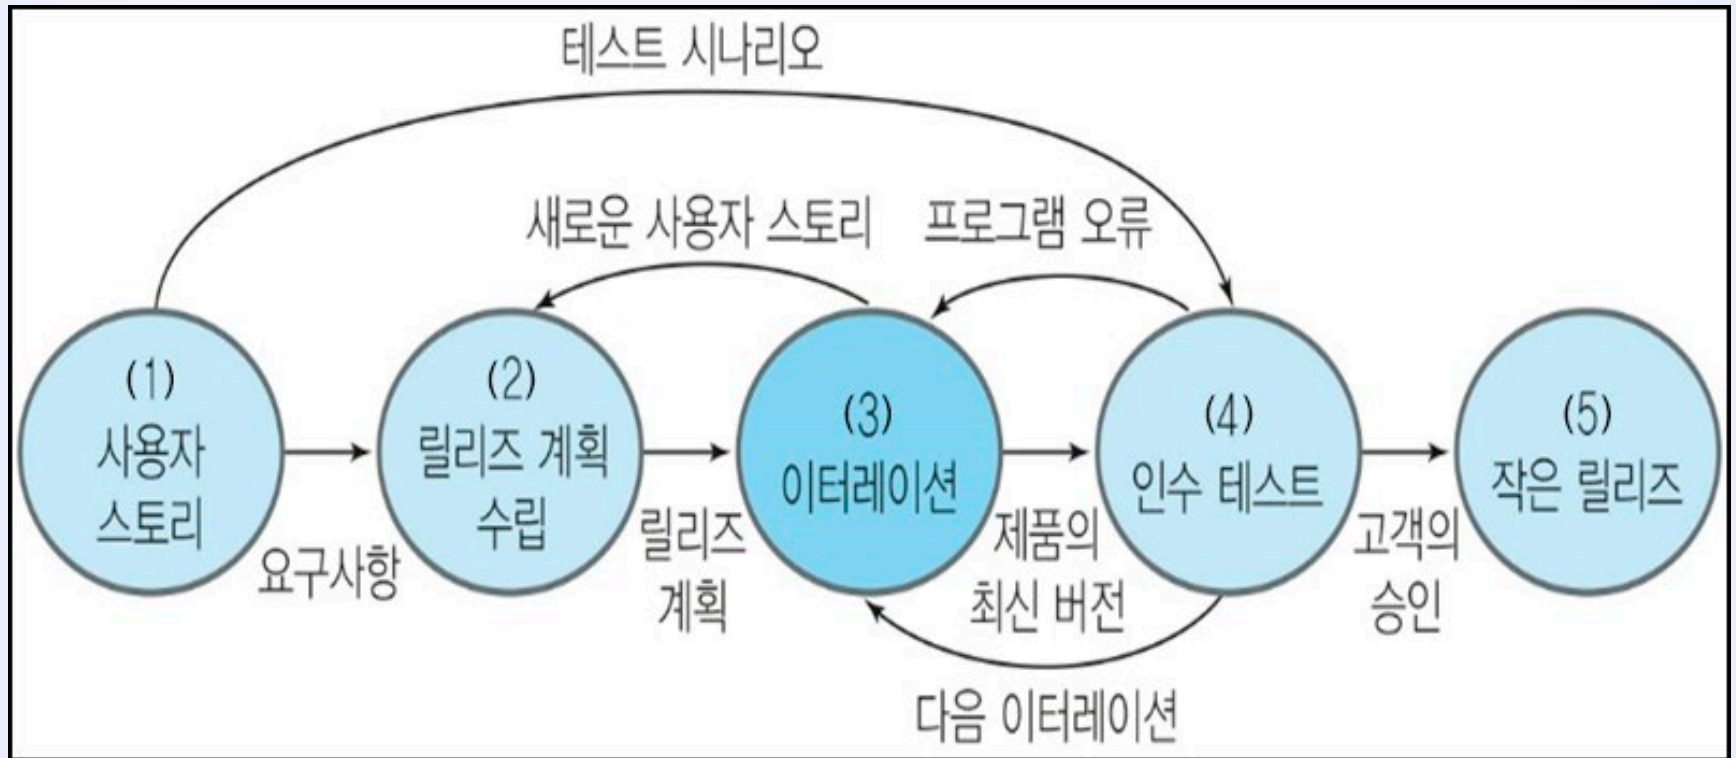 테스트 시나리오
새로운 사용자 스토리
프로그램 오류
(1)
사용자
스토리
요구사항
(2)
릴리즈 계획
수립
릴리즈
계획
(3)
이터레이션
제품의
최신 버전
(4)
인수 테스트
고객의
승인
(5)
작은 릴리즈
다음 이터레이션